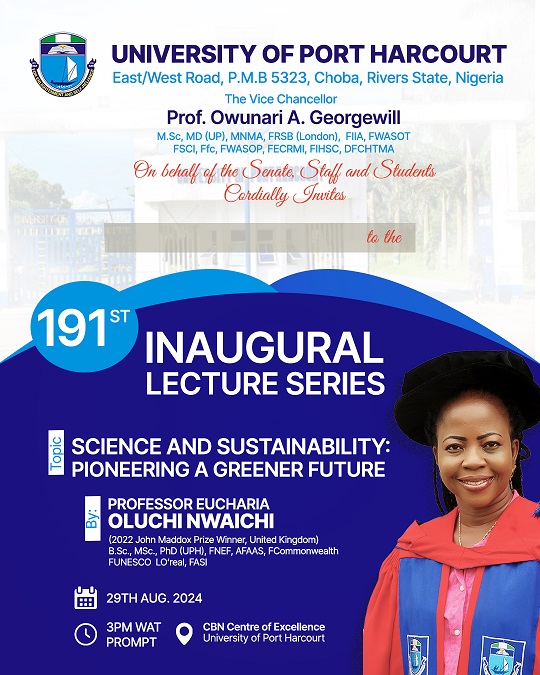 UNIVERSITY OF PORT HARCOURT
East/West Road, P.M.B 5323, Choba, Rivers State, Nigeria
The Vice Chancellor
Prof. Owunari A. Georgewill
M.Sc, MD (UP), MNMA, FRSB (London), FIIA, FWASOT
FSCI, Ffc, FWASOP, FECRMI, FIHSC, DFCHTMA
On behalf of the Senate, Staff and Students
Cordially Invites
to the
191ST
INAUGURAL
LECTURE SERIES
Topic
SCIENCE AND SUSTAINABILITY:
PIONEERING A GREENER FUTURE
By:
PROFESSOR EUCHARIA
OLUCHI NWAICHI
(2022 John Maddox Prize Winner, United Kingdom)
B.Sc., MSc., PhD (UPH), FNEF, AFAAS, FCommonwealth
FUNESCO LO'real, FASI
29TH AUG. 2024
3PM WAT
PROMPT
CBN Centre of Excellence
University of Port Harcourt